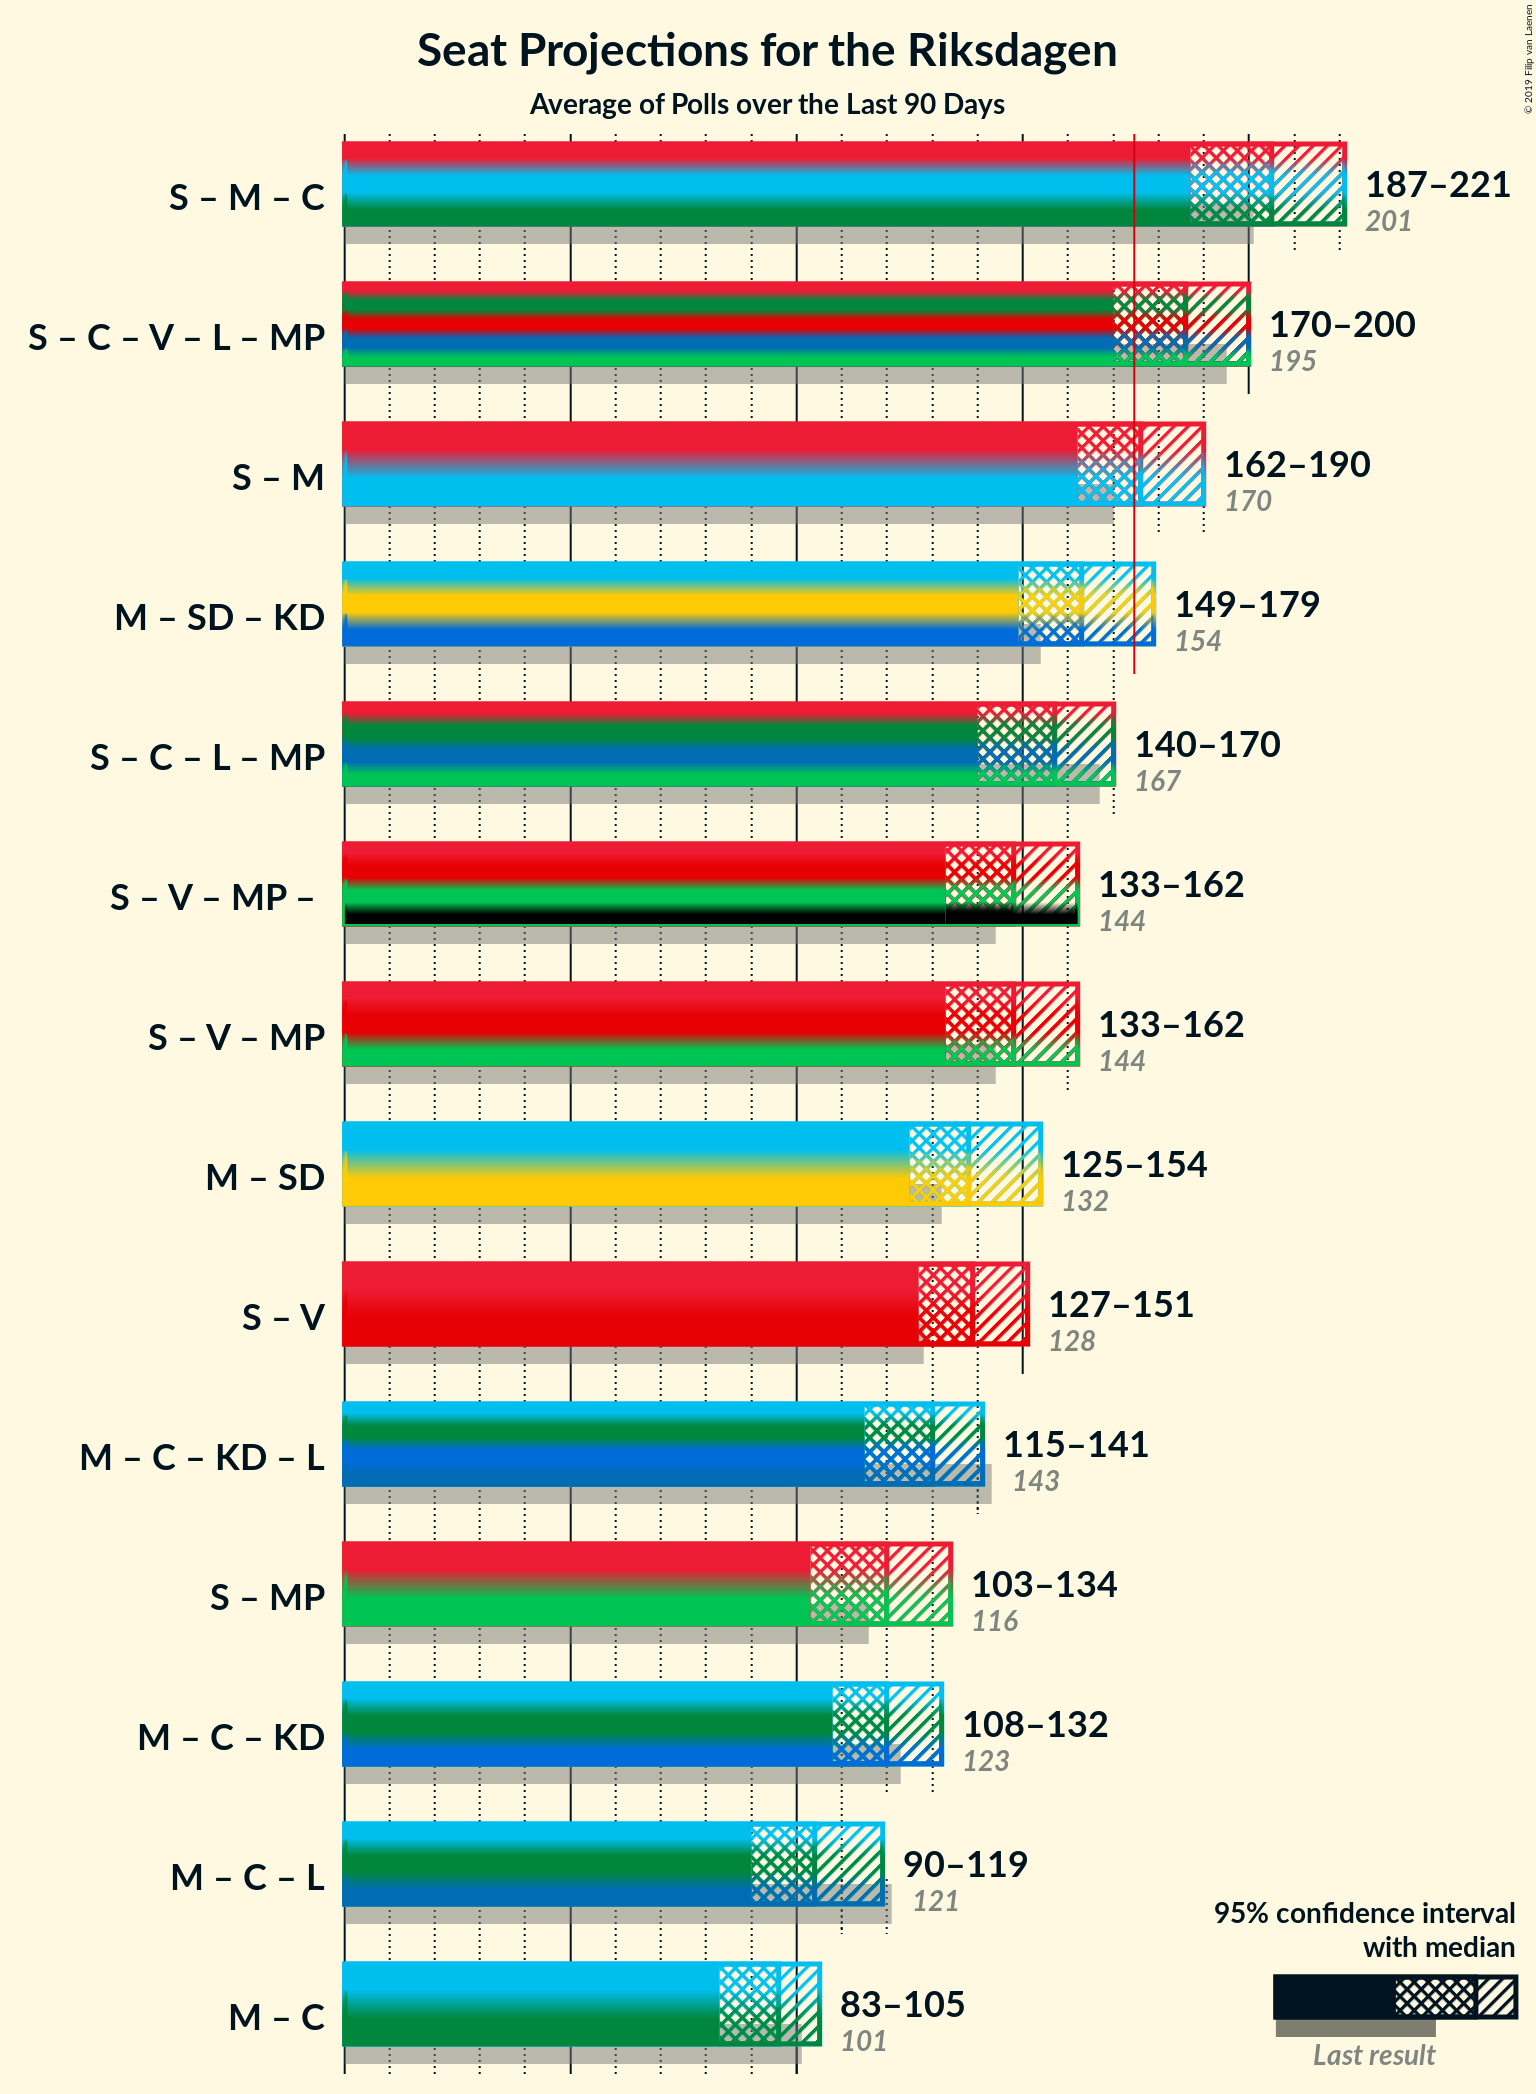 Seat Projections for the Riksdagen
Average of Polls over the Last 90 Days
© 2019 Filip van Laenen
S – M – C
187–221
201
S – C – V – L – MP
170–200
195
S – M
162–190
170
M – SD – KD
149–179
154
S – C – L – MP
140–170
167
S – V – MP –
133–162
144
S – V – MP
133–162
144
M – SD
125–154
132
S – V
127–151
128
M – C – KD – L
115–141
143
S – MP
103–134
116
M – C – KD
108–132
123
M – C – L
90–119
121
M – C
83–105
101
95% confidence interval
with median
Last result